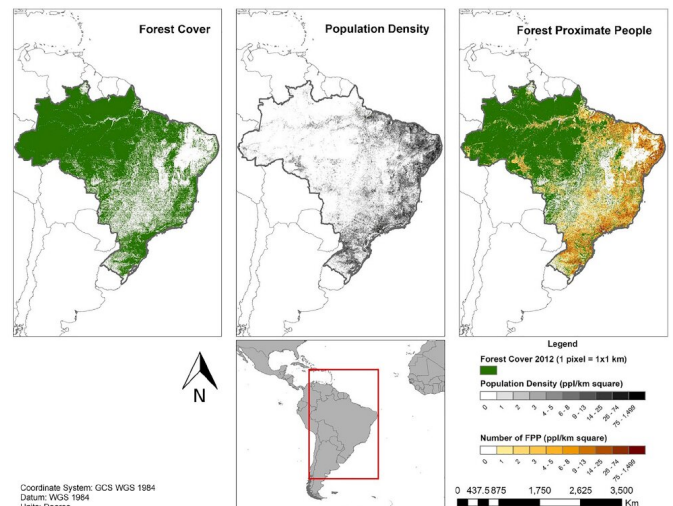 Forest Cover
Population Density
Forest Proximate People
Legend
Forest Cover 2012 (1 pixel = 1x1 km)
Population Density (ppl/km square)
0 1 2 3 4 - 5 6 - 8 9 - 13 14 - 25 26 - 74 75 - 1,499
Number of FPP (ppl/km square)
0 1 2 3 4 - 5 6 - 8 9 - 13 14 - 25 26 - 74 75 - 1,499
N
Coordinate System: GCS WGS 1984
Datum: WGS 1984
0 437.5 875 1,750 2,625 3,500
Km